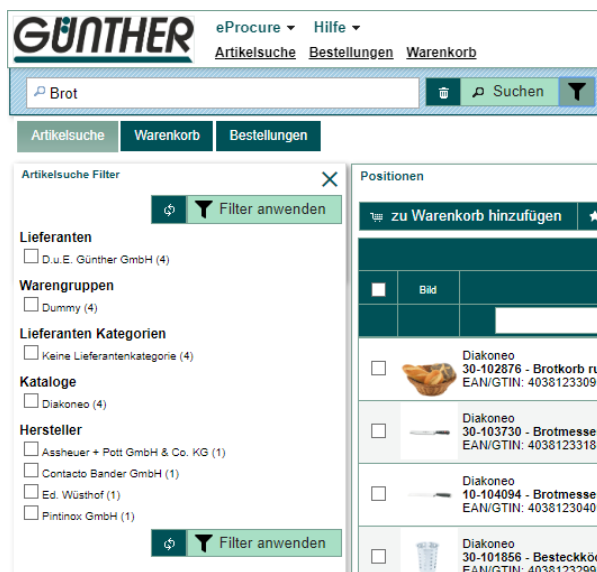 GÜNTHER
eProcure Hilfe
Artikelsuche Bestellungen Warenkorb
Brot
Suchen
Artikelsuche Warenkorb Bestellungen
Artikelsuche Filter
Filter anwenden
Lieferanten
D.u.E. Günther GmbH (4)
Warengruppen
Dummy (4)
Lieferanten Kategorien
Keine Lieferantenkategorie (4)
Kataloge
Diakoneo (4)
Hersteller
Assheuer + Pott GmbH & Co. KG (1)
Contacto Bander GmbH (1)
Ed. Wüsthof (1)
Pintinox GmbH (1)
Filter anwenden
Positionen
zu Warenkorb hinzufügen
Bild
Diakoneo
30-102876 - Brotkorb ru
EAN/GTIN: 4038123309
Diakoneo
30-103730 - Brotmesse
EAN/GTIN: 4038123318
Diakoneo
10-104094 - Brotmesse
EAN/GTIN: 4038123040
Diakoneo
30-101856 - Besteckköc
EAN/GTIN: 4038123299